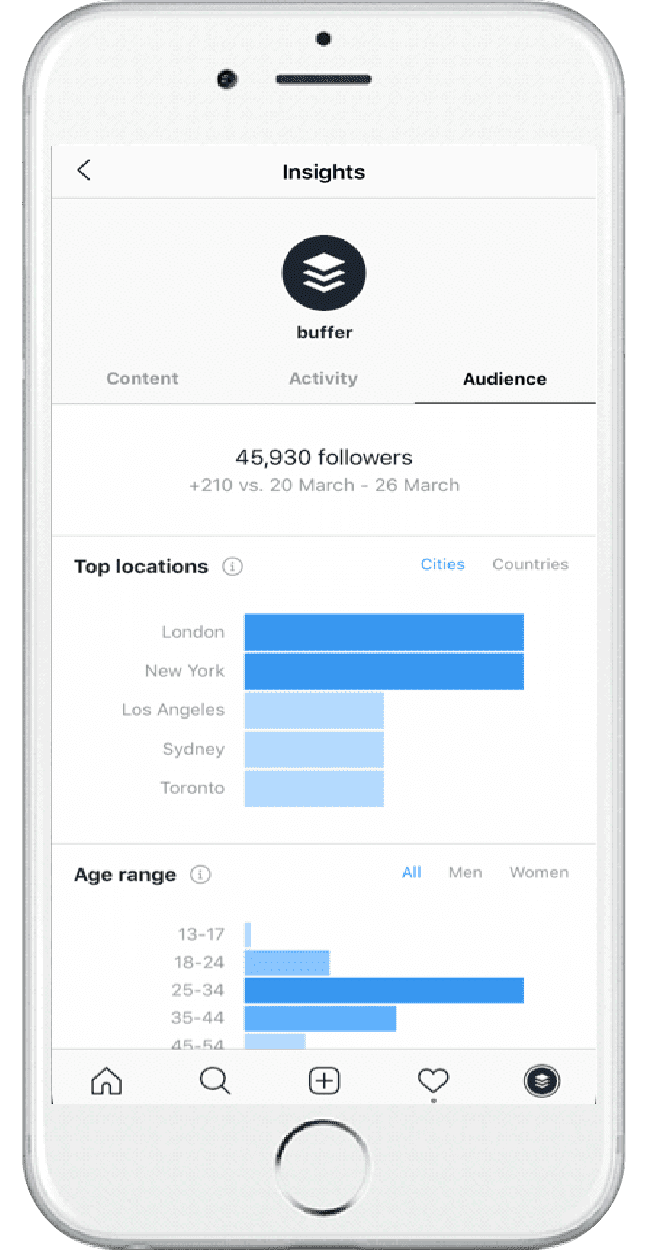 Insights
buffer
Content Activity Audience
45,930 followers
+210 vs. 20 March - 26 March
Top locations Cities Countries
London
New York
Los Angeles
Sydney
Toronto
Age range All Men Women
13-17
18-24
25-34
35-44
45-54